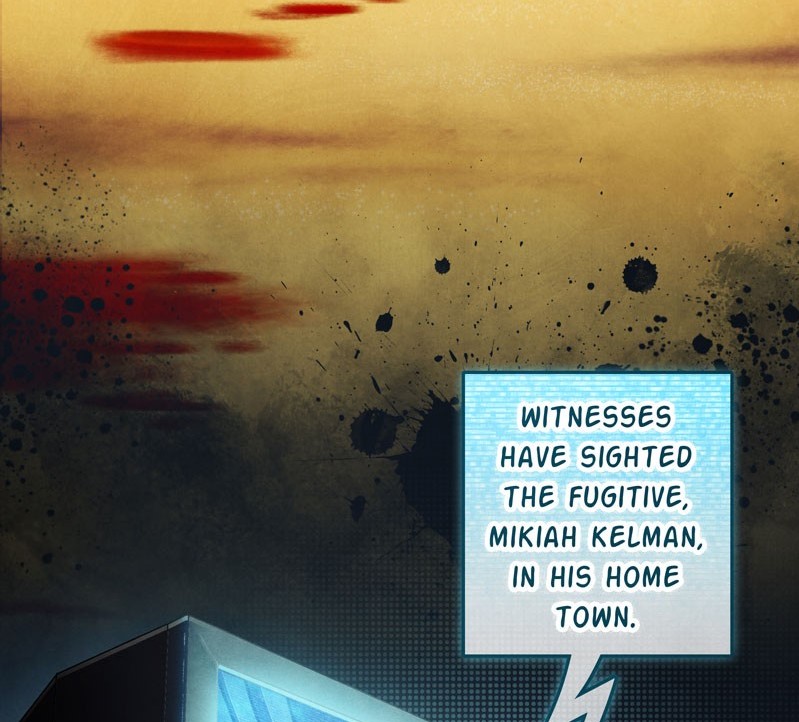 WITNESSES
HAVE SIGHTED
THE FUGITIVE,
MIKIAH KELMAN,
IN HIS HOME
TOWN.